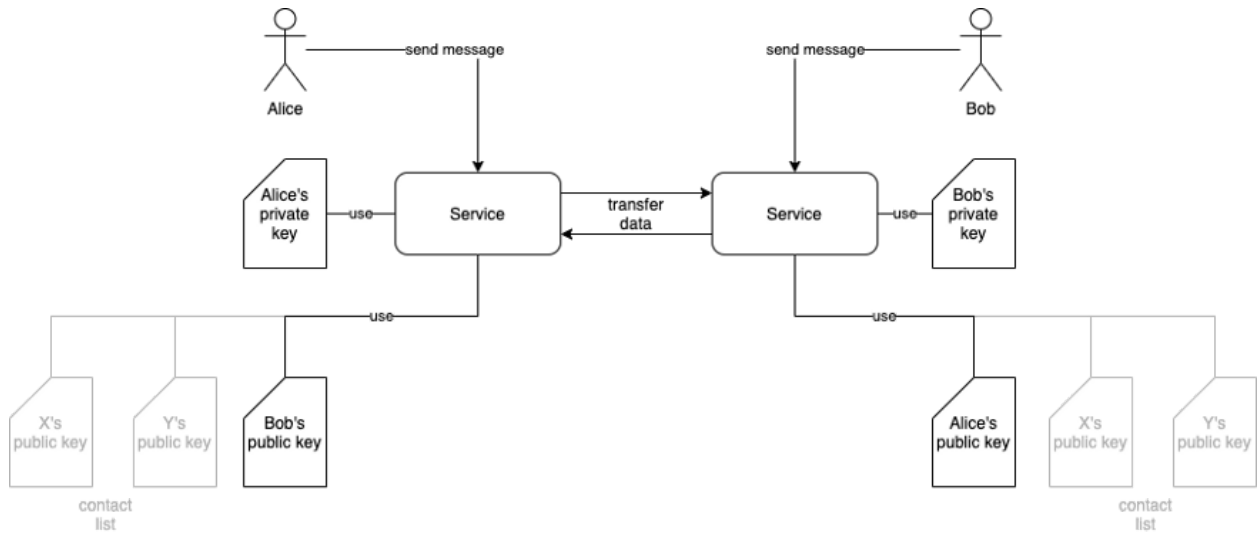 send message
send message
Alice
Bob
Alice's
private
key
use
Service
transfer
data
Service
use
Bob's
private
key
use
use
X's
public key
Y's
public key
Bob's
public key
Alice's
public key
X's
public key
Y's
public key
contact
list
contact
list